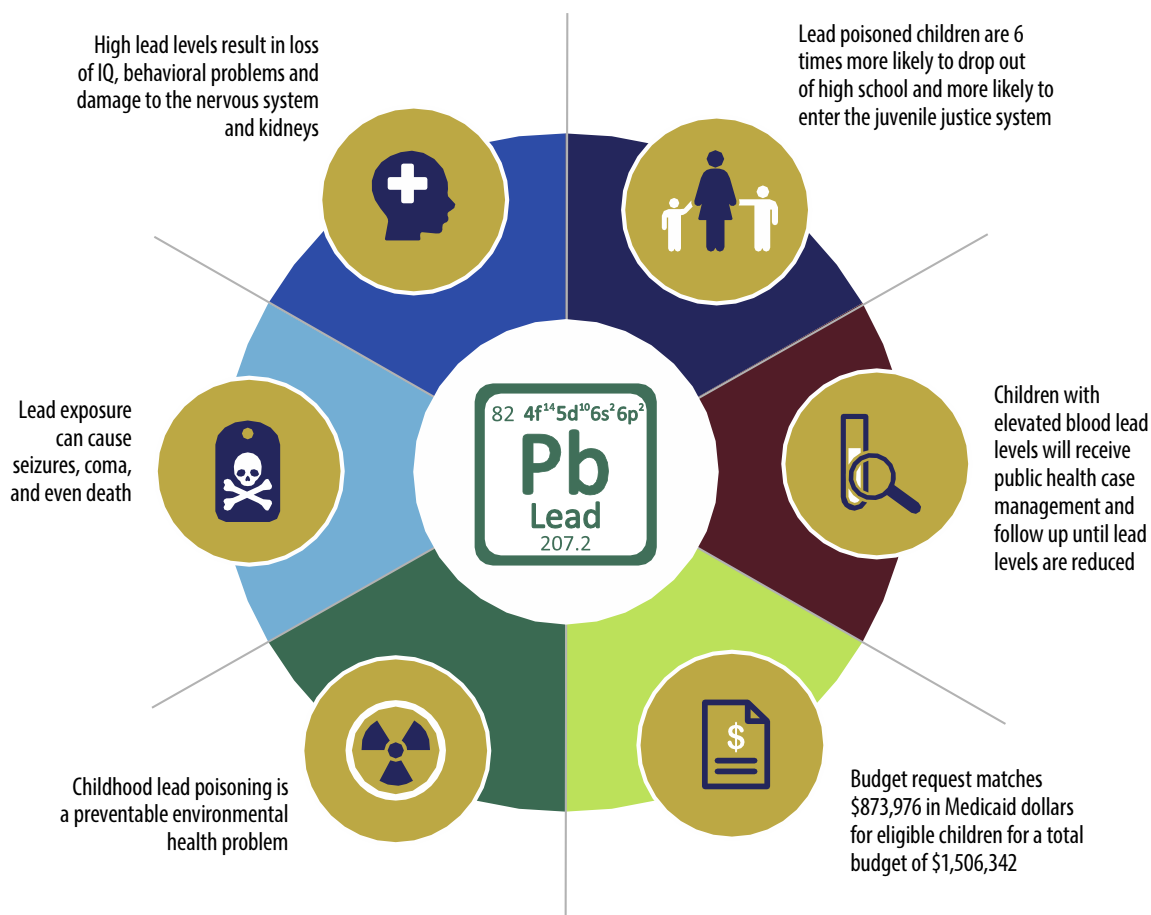 High lead levels result in loss
of IQ, behavioral problems and
damage to the nervous system
and kidneys
Lead poisoned children are 6
times more likely to drop out
of high school and more likely to
enter the juvenile justice system
Lead exposure
can cause
seizures, coma,
and even death
82 4f¹⁴5d¹⁰6s²6p²
Pb
Lead
207.2
Children with
elevated blood lead
levels will receive
public health case
management and
follow up until lead
levels are reduced
Childhood lead poisoning is
a preventable environmental
health problem
$
Budget request matches
$873,976 in Medicaid dollars
for eligible children for a total
budget of $1,506,342